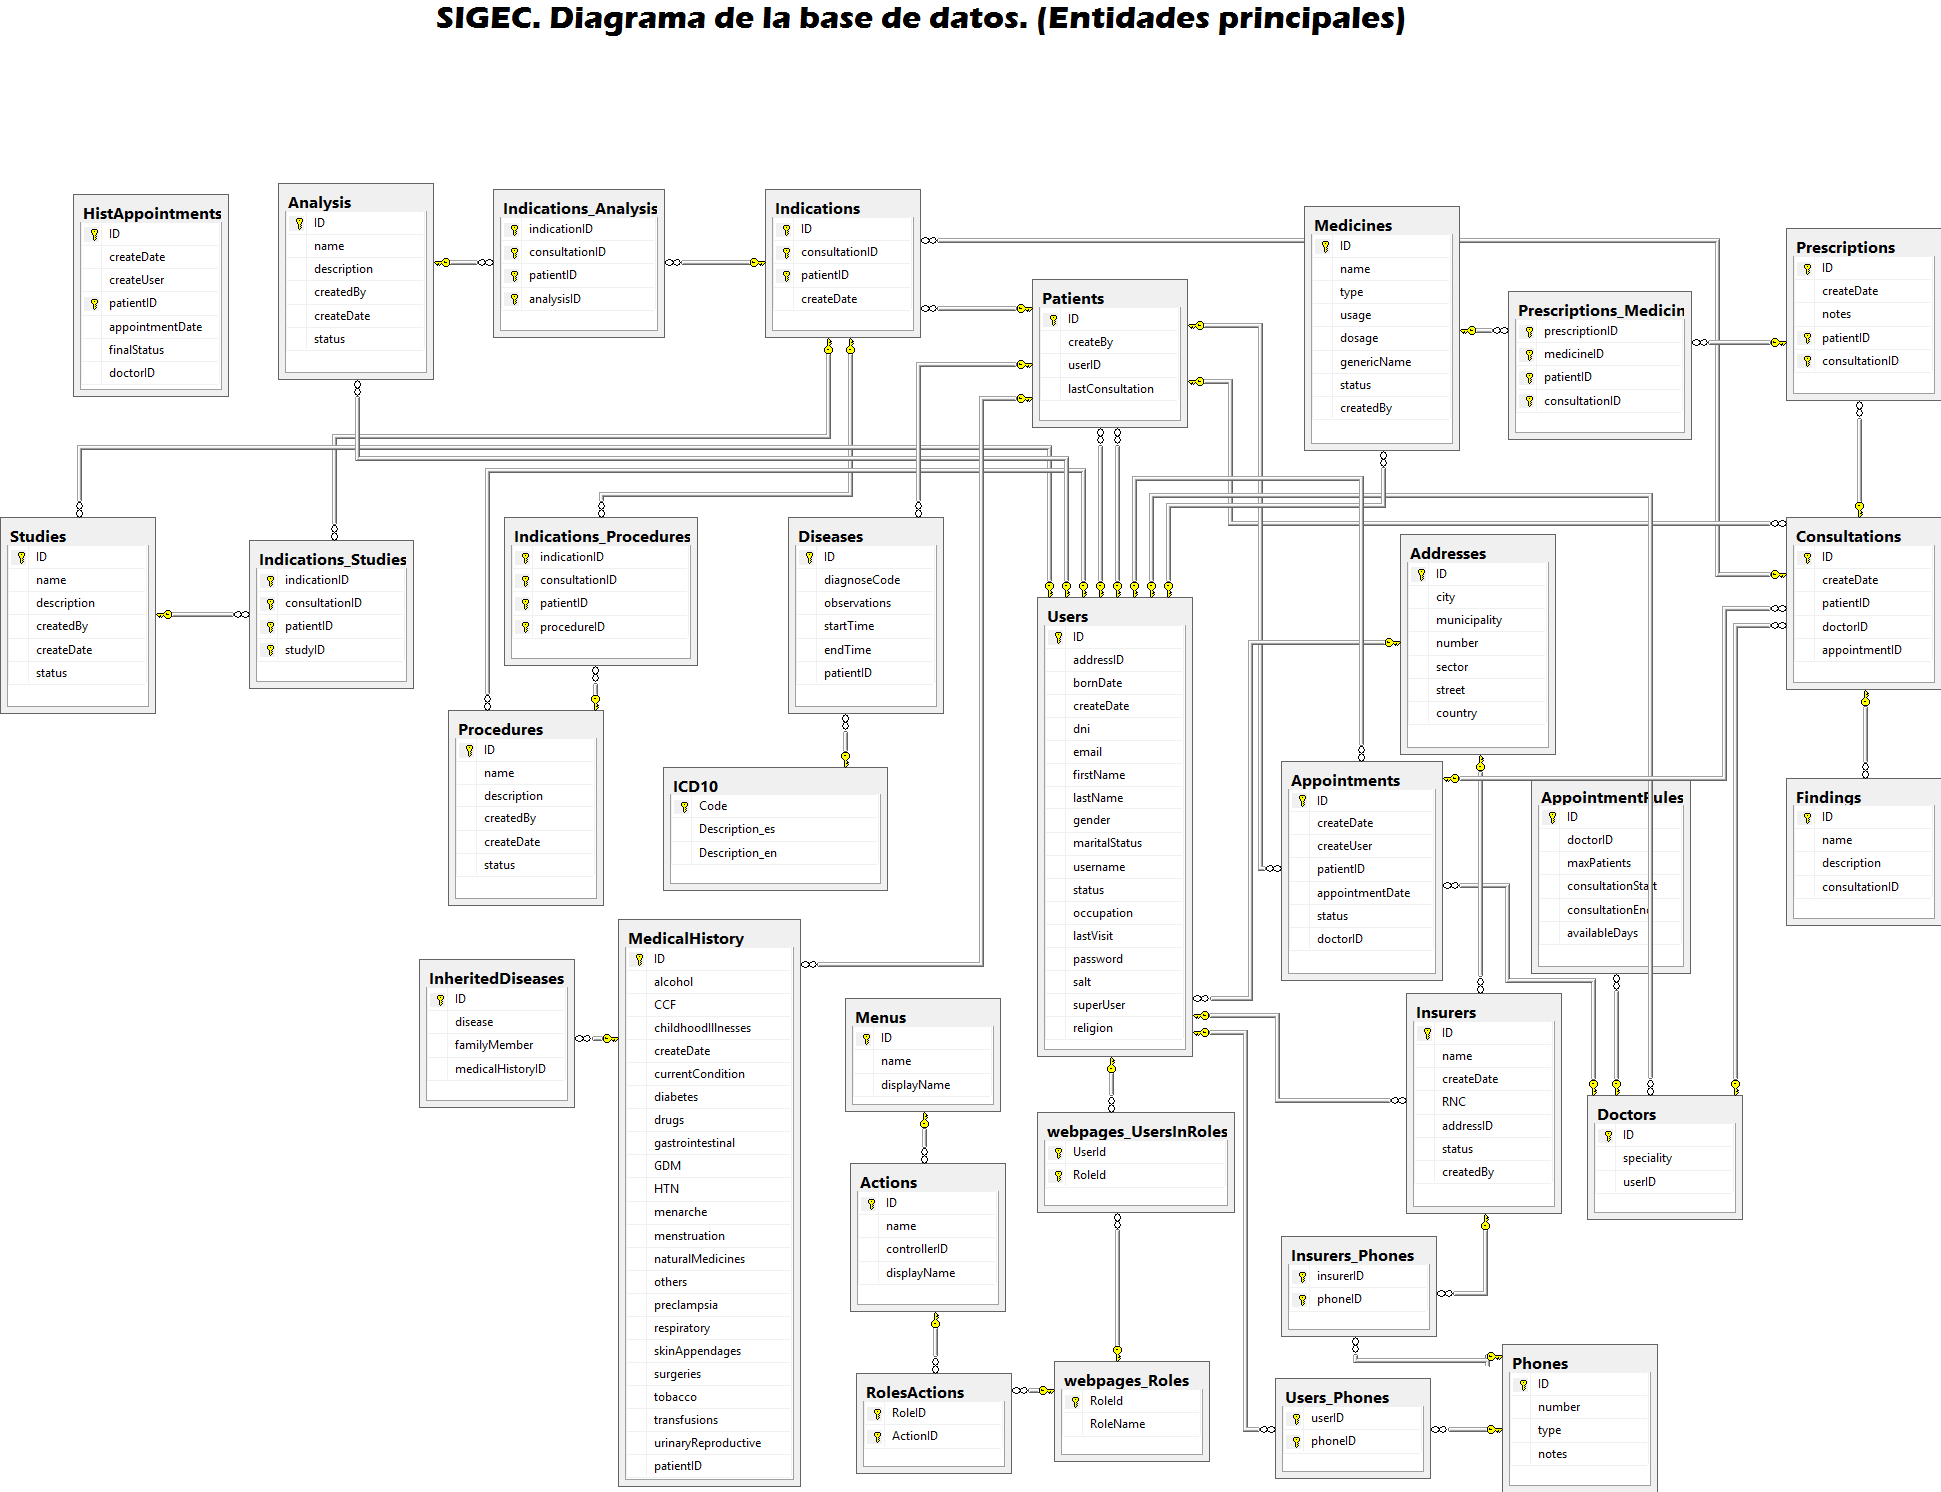 SIGEC. Diagrama de la base de datos. (Entidades principales)
HistAppointments
ID
createDate
createUser
patientID
appointmentDate
finalStatus
doctorID
Analysis
ID
name
description
createdBy
createDate
status
Indications_Analysis
indicationID
consultationID
patientID
analysisID
Indications
ID
consultationID
patientID
createDate
Patients
ID
createBy
userID
lastConsultation
Medicines
ID
name
type
usage
dosage
genericName
status
createdBy
Prescriptions_Medicin
prescriptionID
medicineID
patientID
consultationID
Prescriptions
ID
createDate
notes
patientID
consultationID
Studies
ID
name
description
createdBy
createDate
status
Indications_Studies
indicationID
consultationID
patientID
studyID
Indications_Procedures
indicationID
consultationID
patientID
procedureID
Diseases
ID
diagnoseCode
observations
startTime
endTime
patientID
Users
ID
addressID
bornDate
createDate
dni
email
firstName
lastName
gender
maritalStatus
username
status
occupation
lastVisit
password
salt
superUser
religion
Addresses
ID
city
municipality
number
sector
street
country
Consultations
ID
createDate
patientID
doctorID
appointmentID
Procedures
ID
name
description
createdBy
createDate
status
ICD10
Code
Description_es
Description_en
Appointments
ID
createDate
createUser
patientID
appointmentDate
status
doctorID
AppointmentRules
ID
doctorID
maxPatients
consultationStart
consultationEnd
availableDays
Findings
ID
name
description
consultationID
InheritedDiseases
ID
disease
familyMember
medicalHistoryID
MedicalHistory
ID
alcohol
CCF
childhoodIllnesses
createDate
currentCondition
diabetes
drugs
gastrointestinal
GDM
HTN
menarche
menstruation
naturalMedicines
others
preclampsia
respiratory
skinAppendages
surgeries
tobacco
transfusions
urinaryReproductive
patientID
Menus
ID
name
displayName
Actions
ID
name
controllerID
displayName
RolesActions
RoleID
ActionID
webpages_UsersInRoles
UserId
RoleId
webpages_Roles
RoleId
RoleName
Insurers
ID
name
createDate
RNC
addressID
status
createdBy
Doctors
ID
speciality
userID
Insurers_Phones
insurerID
phoneID
Users_Phones
userID
phoneID
Phones
ID
number
type
notes